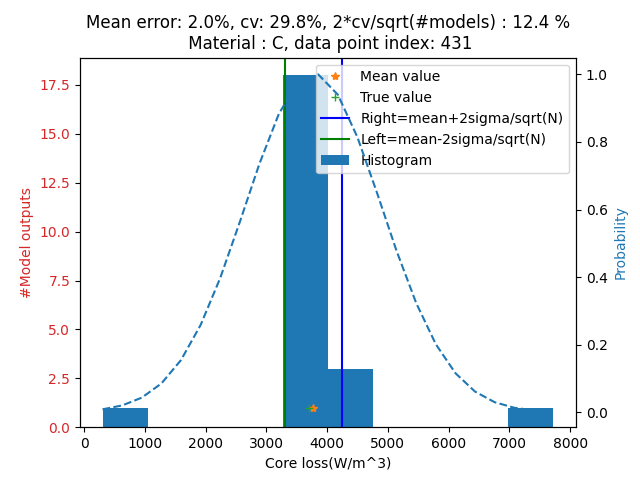 Mean error: 2.0%, cv: 29.8%, 2*cv/sqrt(#models) : 12.4 %
Material : C, data point index: 431
Mean value
True value
Right=mean+2sigma/sqrt(N)
Left=mean-2sigma/sqrt(N)
Histogram
#Model outputs
17.5
15.0
12.5
10.0
7.5
5.0
2.5
0.0
1.0
0.8
0.6
0.4
0.2
0.0
Probability
0 1000 2000 3000 4000 5000 6000 7000 8000
Core loss(W/m^3)